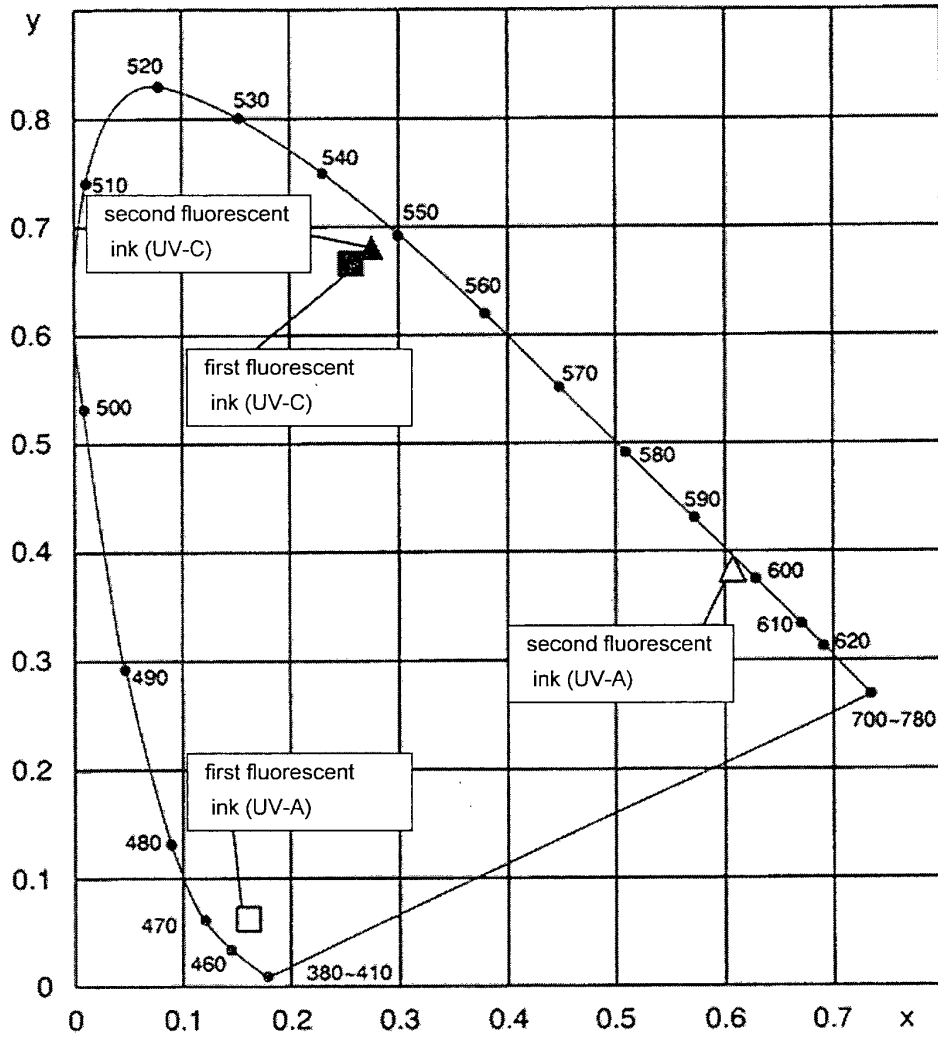 y
520
530
0.8
540
510
second fluorescent
ink (UV-C)
550
0.7
560
0.6
first fluorescent
ink (UV-C)
570
500
0.5
580
590
0.4
600
610
620
second fluorescent
ink (UV-A)
0.3
490
700~780
0.2
first fluorescent
ink (UV-A)
480
0.1
470
460
380~410
0
0 0.1 0.2 0.3 0.4 0.5 0.6 0.7 x